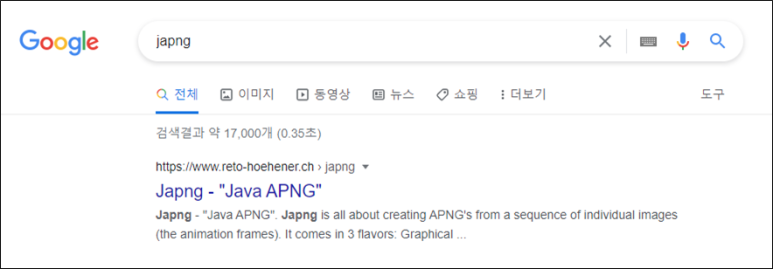 Google
japng
전체 이미지 동영상 뉴스 쇼핑 더보기 도구
검색결과 약 17,000개 (0.35초)
https://www.reto-hoehener.ch › japng
Japng - "Java APNG"
Japng - "Java APNG". Japng is all about creating APNG's from a sequence of individual images
(the animation frames). It comes in 3 flavors: Graphical ...